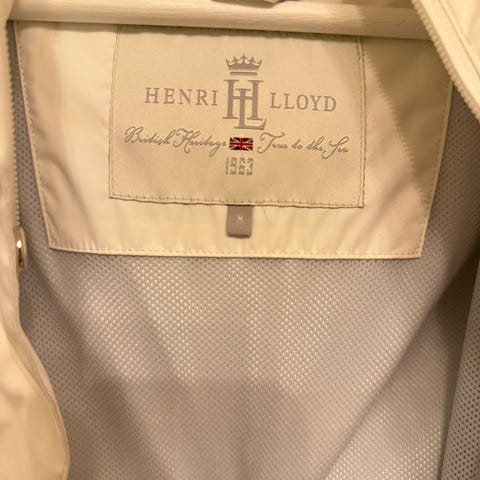 HENRI HL LLOYD
British Heritage True to the Sea
1963
M